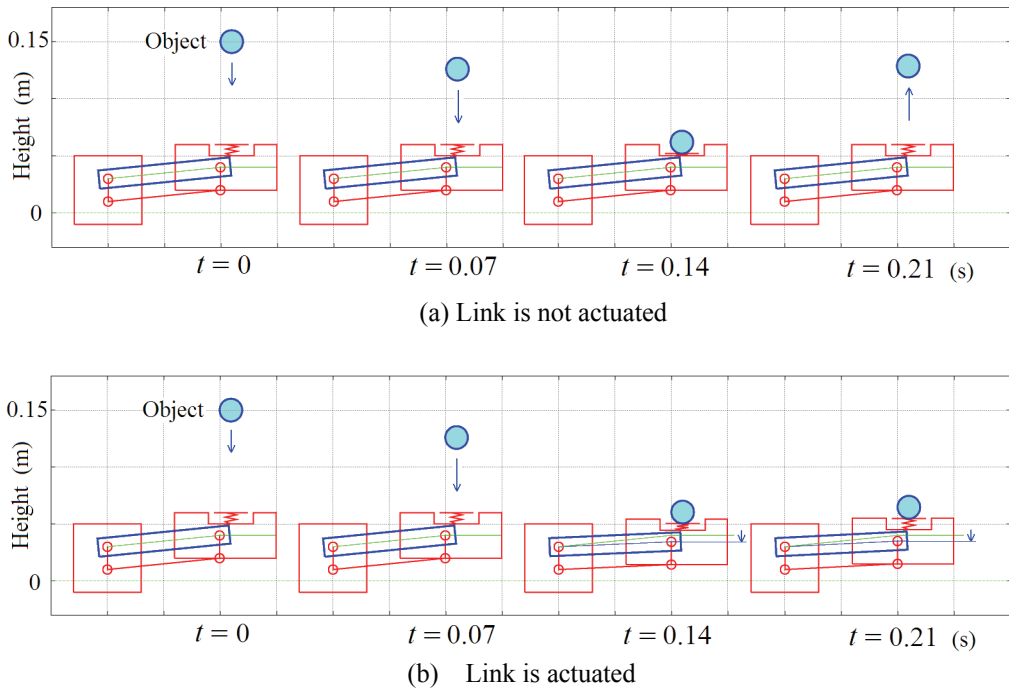 0.15
Object
Height (m)
0
t = 0
t = 0.07
t = 0.14
t = 0.21 (s)
(a) Link is not actuated
0.15
Object
Height (m)
0
t = 0
t = 0.07
t = 0.14
t = 0.21 (s)
(b) Link is actuated